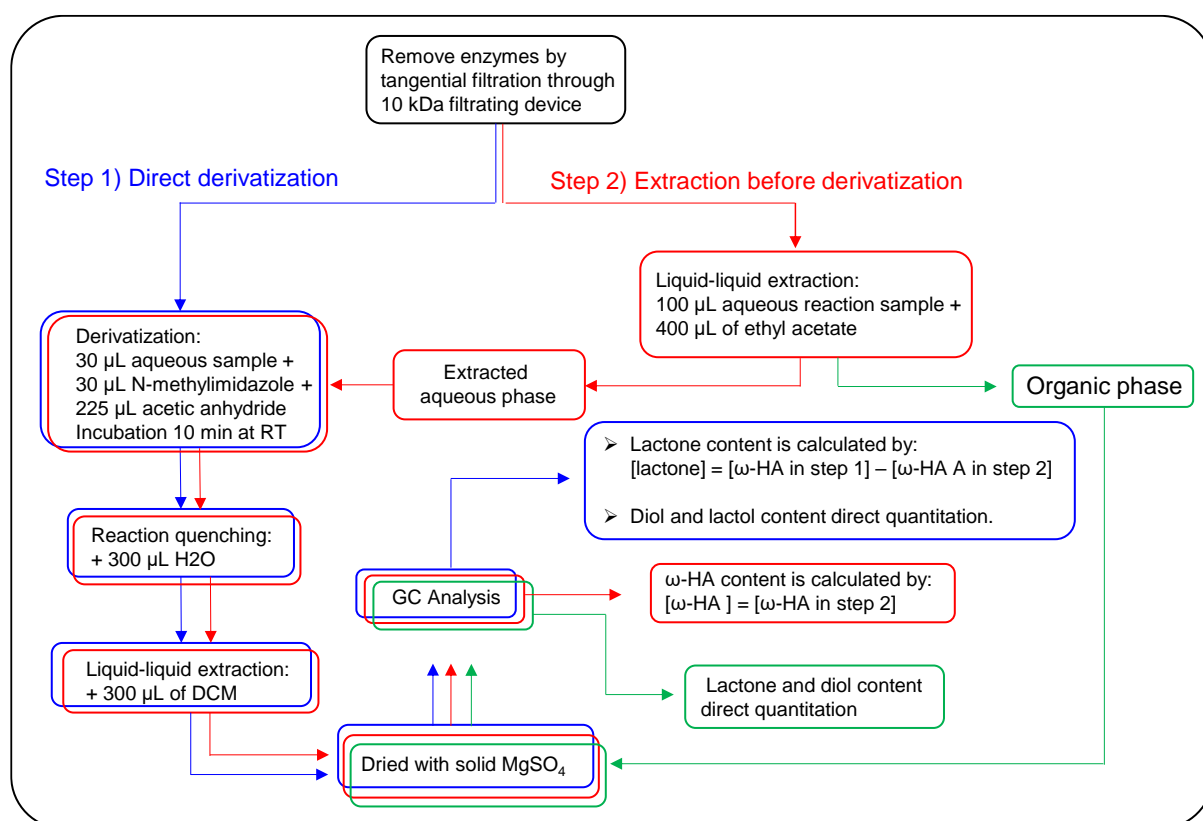 Remove enzymes by
tangential filtration through
10 kDa filtrating device
Step 1) Direct derivatization
Step 2) Extraction before derivatization
Liquid-liquid extraction:
100 µL aqueous reaction sample +
400 µL of ethyl acetate
Derivatization:
30 µL aqueous sample +
30 µL N-methylimidazole +
225 µL acetic anhydride
Incubation 10 min at RT
Extracted
aqueous phase
Organic phase
➢ Lactone content is calculated by:
[lactone] = [ω-HA in step 1] – [ω-HA A in step 2]
➢ Diol and lactol content direct quantitation.
Reaction quenching:
+ 300 µL H2O
GC Analysis
ω-HA content is calculated by:
[ω-HA ] = [ω-HA in step 2]
Liquid-liquid extraction:
+ 300 µL of DCM
Lactone and diol content
direct quantitation
Dried with solid MgSO₄